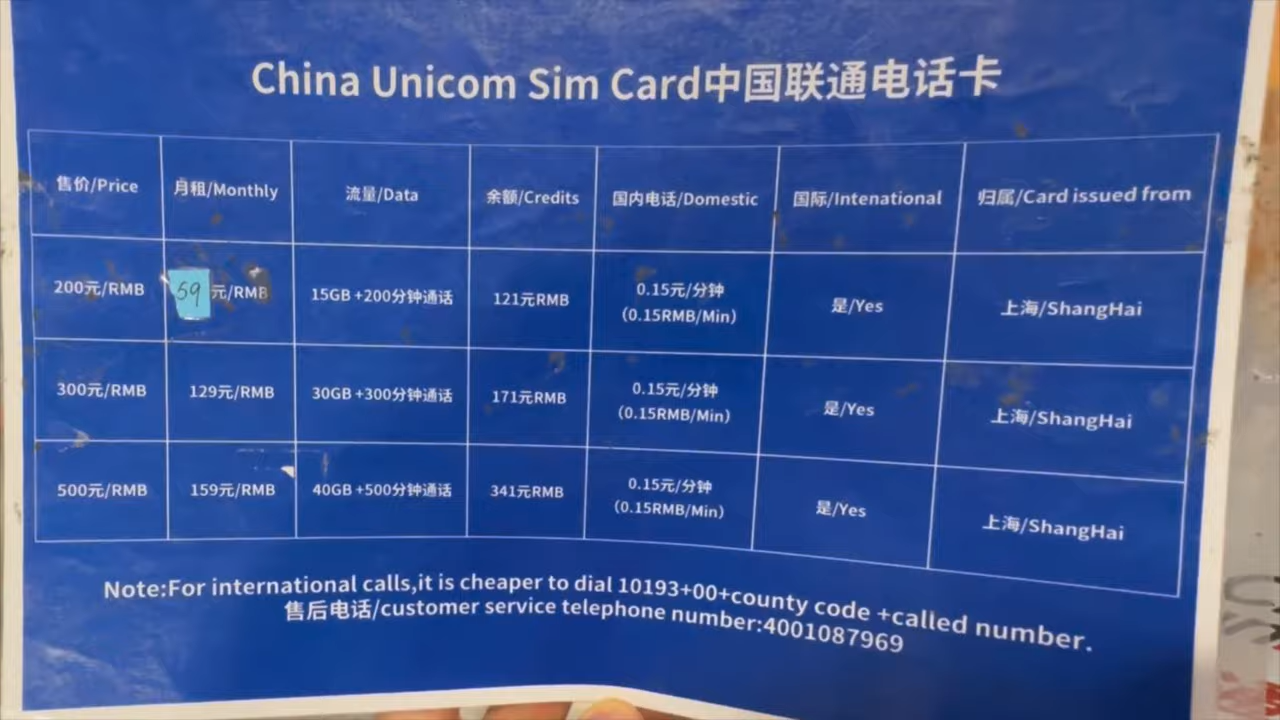 China Unicom Sim Card中国联通电话卡
售价/Price 月租/Monthly 流量/Data 余额/Credits 国内电话/Domestic 国际/Intenational 归属/Card issued from
200元/RMB 59元/RMB 15GB +200分钟通话 121元RMB 0.15元/分钟 (0.15RMB/Min) 是/Yes 上海/ShangHai
300元/RMB 129元/RMB 30GB +300分钟通话 171元RMB 0.15元/分钟 (0.15RMB/Min) 是/Yes 上海/ShangHai
500元/RMB 159元/RMB 40GB +500分钟通话 341元RMB 0.15元/分钟 (0.15RMB/Min) 是/Yes 上海/ShangHai
Note:For international calls,it is cheaper to dial 10193+00+county code +called number.
售后电话/customer service telephone number:4001087969